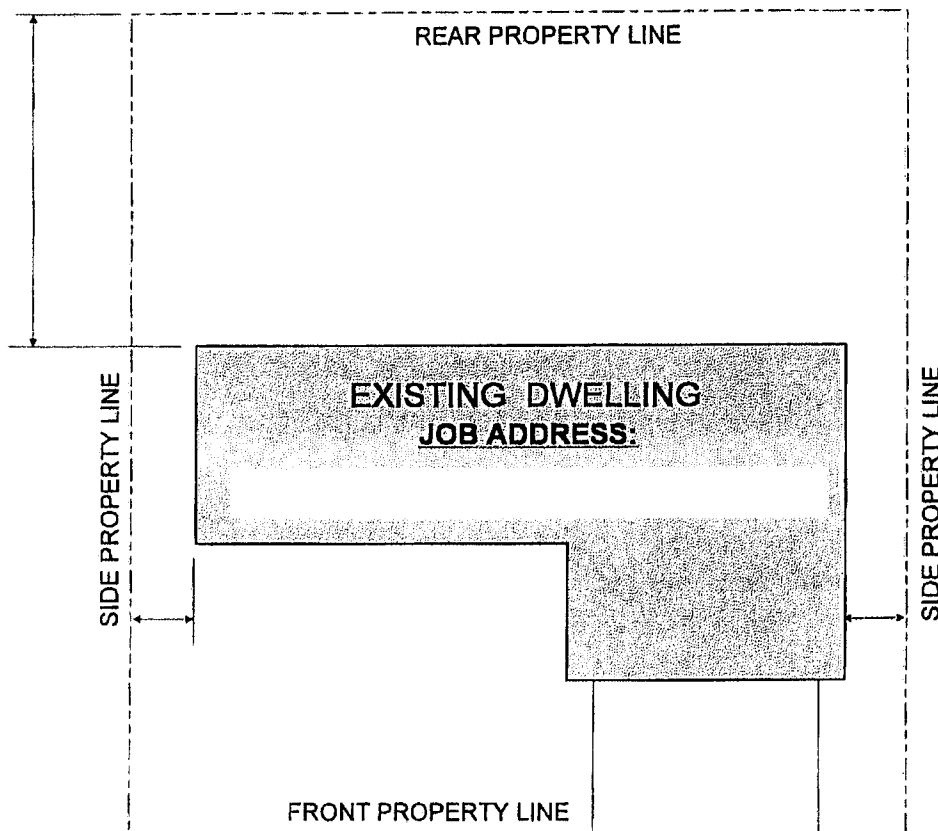 REAR PROPERTY LINE
EXISTING DWELLING
JOB ADDRESS:
SIDE PROPERTY LINE
SIDE PROPERTY LINE
FRONT PROPERTY LINE